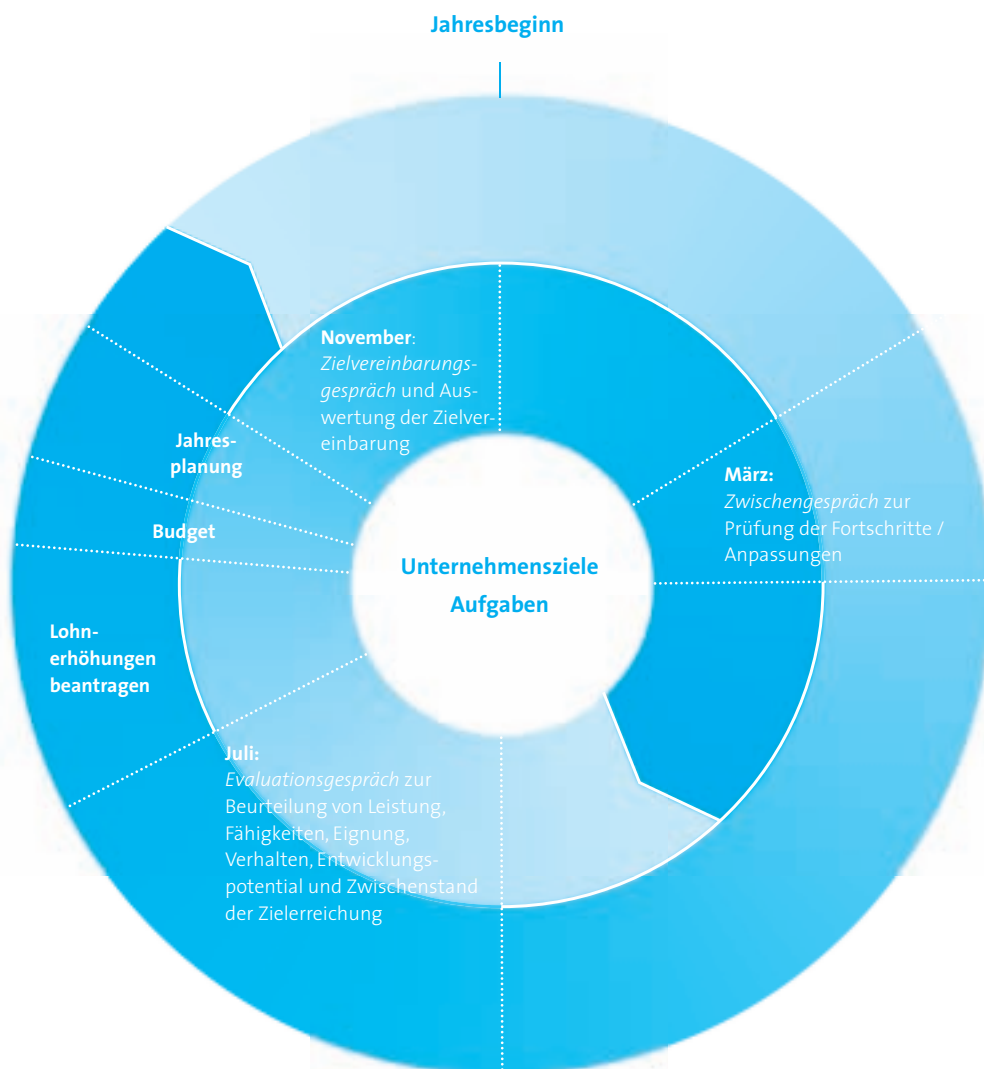 Jahresbeginn
November:
Zielvereinbarungs-
gespräch und Aus-
wertung der Zielver-
einbarung
Jahres-
planung
Budget
Lohn-
erhöhungen
beantragen
März:
Zwischengespräch zur
Prüfung der Fortschritte /
Anpassungen
Unternehmensziele
Aufgaben
Juli:
Evaluationsgespräch zur
Beurteilung von Leistung,
Fähigkeiten, Eignung,
Verhalten, Entwicklungs-
potential und Zwischenstand
der Zielerreichung